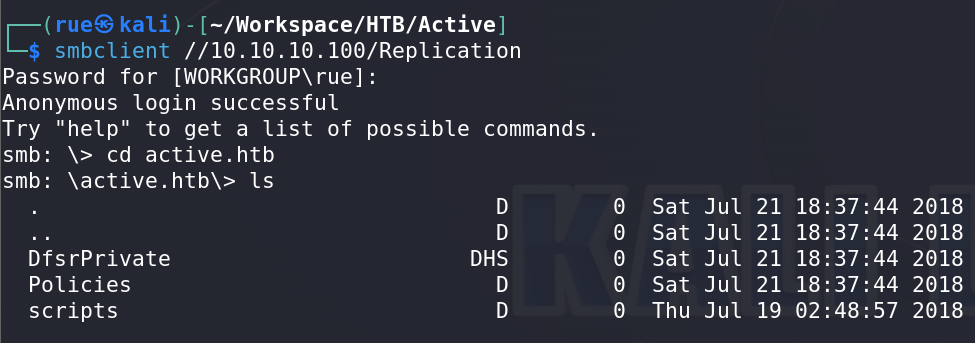 ┌──(rue㉿kali)-[~/Workspace/HTB/Active]
└─$ smbclient //10.10.10.100/Replication
Password for [WORKGROUP\rue]:
Anonymous login successful
Try "help" to get a list of possible commands.
smb: \> cd active.htb
smb: \active.htb\> ls
  .                                   D        0  Sat Jul 21 18:37:44 2018
  ..                                  D        0  Sat Jul 21 18:37:44 2018
  DfsrPrivate                       DHS        0  Sat Jul 21 18:37:44 2018
  Policies                            D        0  Sat Jul 21 18:37:44 2018
  scripts                             D        0  Thu Jul 19 02:48:57 2018